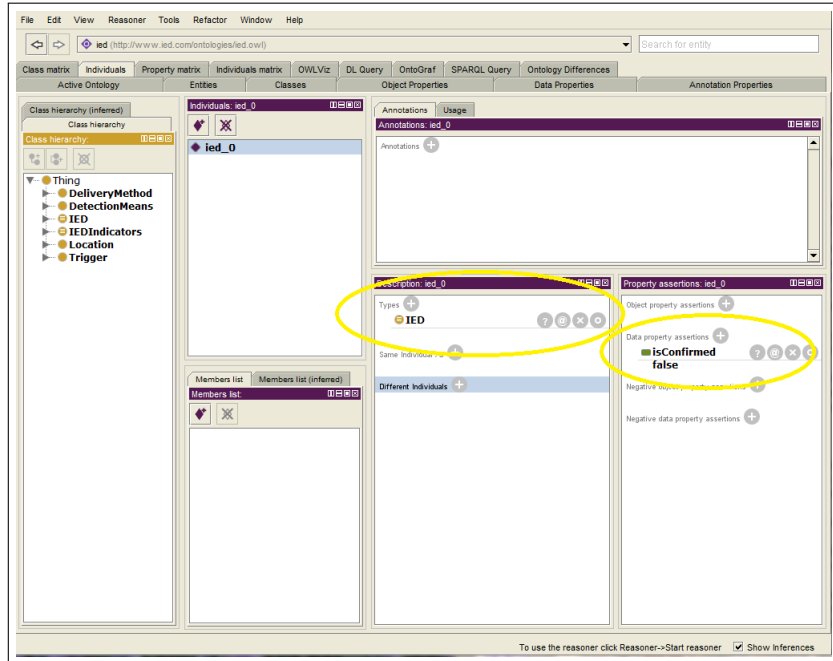 File Edit View Reasoner Tools Refactor Window Help
ied (http://www.ied.com/ontologies/ied.owl)
Search for entity
Class matrix Individuals Property matrix Individuals matrix OWLViz DL Query OntoGraf SPARQL Query Ontology Differences
Active Ontology Entities Classes Object Properties Data Properties Annotation Properties
Class hierarchy (inferred)
Class hierarchy
Class hierarchy:
Thing
DeliveryMethod
DetectionMeans
IED
IEDIndicators
Location
Trigger
Individuals: ied_0
ied_0
Members list Members list (inferred)
Members list:
Annotations Usage
Annotations: ied_0
Annotations
Description: ied_0
Types
IED
Same Individual As
Different Individuals
Property assertions: ied_0
Object property assertions
Data property assertions
isConfirmed
false
Negative object property assertions
Negative data property assertions
To use the reasoner click Reasoner->Start reasoner Show Inferences